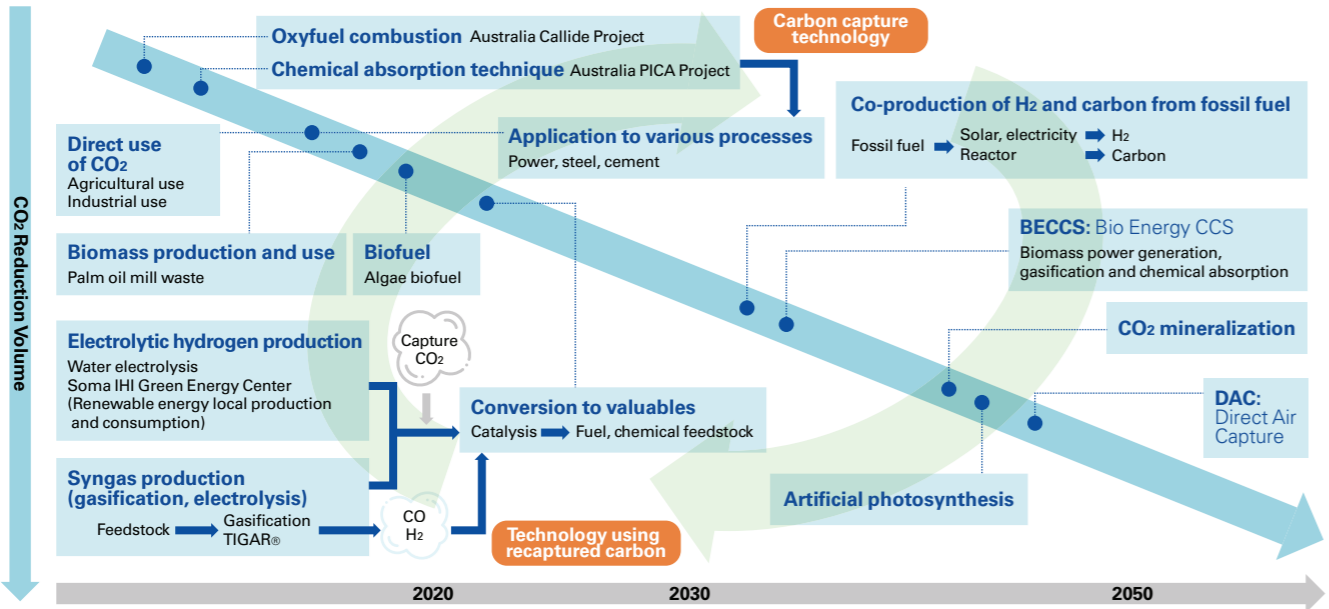 CO2 Reduction Volume
Oxyfuel combustion Australia Callide Project
Chemical absorption technique Australia PICA Project
Carbon capture
technology
Direct use
of CO2
Agricultural use
Industrial use
Application to various processes
Power, steel, cement
Co-production of H2 and carbon from fossil fuel
Fossil fuel
Solar, electricity
Reactor
H2
Carbon
Biomass production and use
Palm oil mill waste
Biofuel
Algae biofuel
BECCS: Bio Energy CCS
Biomass power generation,
gasification and chemical absorption
Electrolytic hydrogen production
Water electrolysis
Soma IHI Green Energy Center
(Renewable energy local production
and consumption)
Capture
CO2
CO2 mineralization
Conversion to valuables
Catalysis
Fuel, chemical feedstock
DAC:
Direct Air
Capture
Syngas production
(gasification, electrolysis)
Feedstock
Gasification
TIGAR®
CO
H2
Technology using
recaptured carbon
Artificial photosynthesis
2020
2030
2050